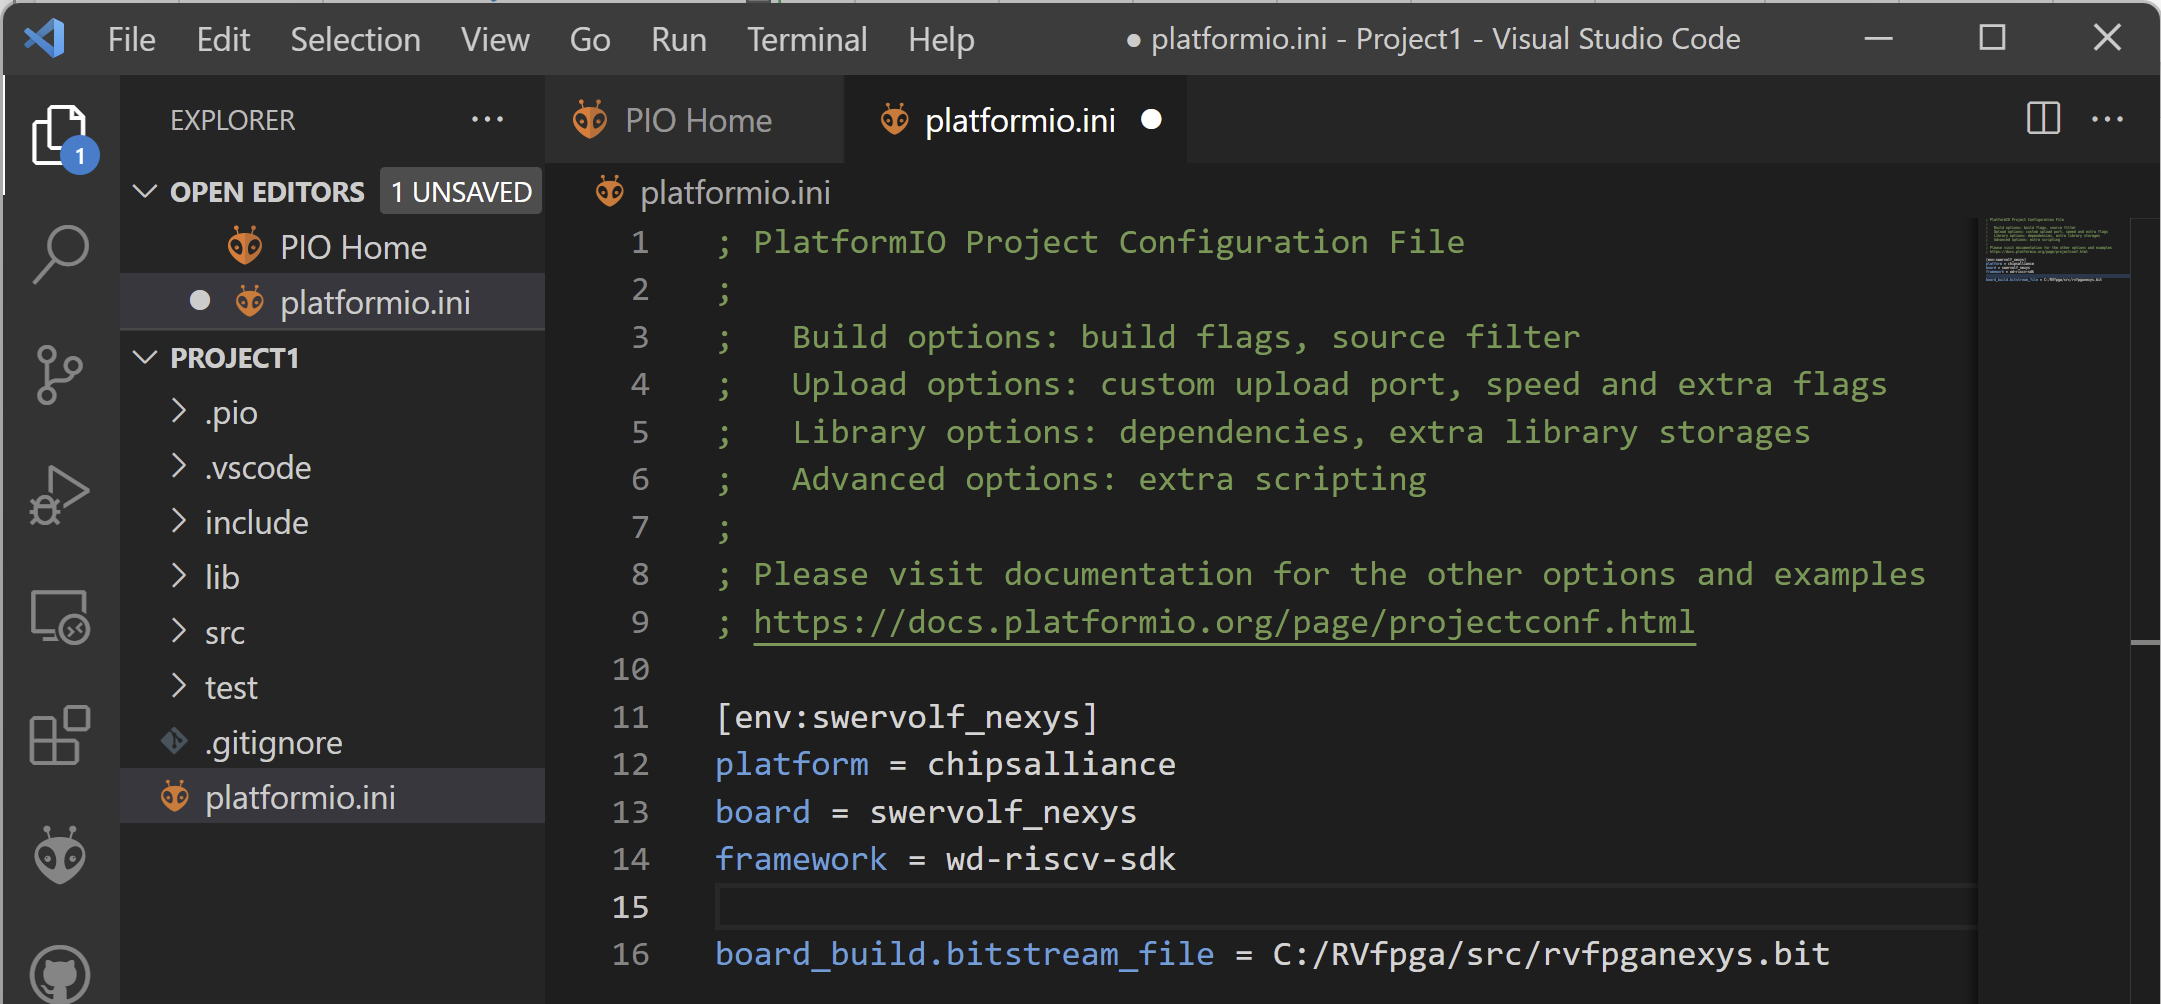 File Edit Selection View Go Run Terminal Help ● platformio.ini - Project1 - Visual Studio Code
EXPLORER
1
OPEN EDITORS 1 UNSAVED
PIO Home
platformio.ini
PROJECT1
.pio
.vscode
include
lib
src
test
.gitignore
platformio.ini
PIO Home platformio.ini
platformio.ini
1 ; PlatformIO Project Configuration File
2 ;
3 ;   Build options: build flags, source filter
4 ;   Upload options: custom upload port, speed and extra flags
5 ;   Library options: dependencies, extra library storages
6 ;   Advanced options: extra scripting
7 ;
8 ; Please visit documentation for the other options and examples
9 ; https://docs.platformio.org/page/projectconf.html
10
11 [env:swervolf_nexys]
12 platform = chipsalliance
13 board = swervolf_nexys
14 framework = wd-riscv-sdk
15
16 board_build.bitstream_file = C:/RVfpga/src/rvfpganexys.bit